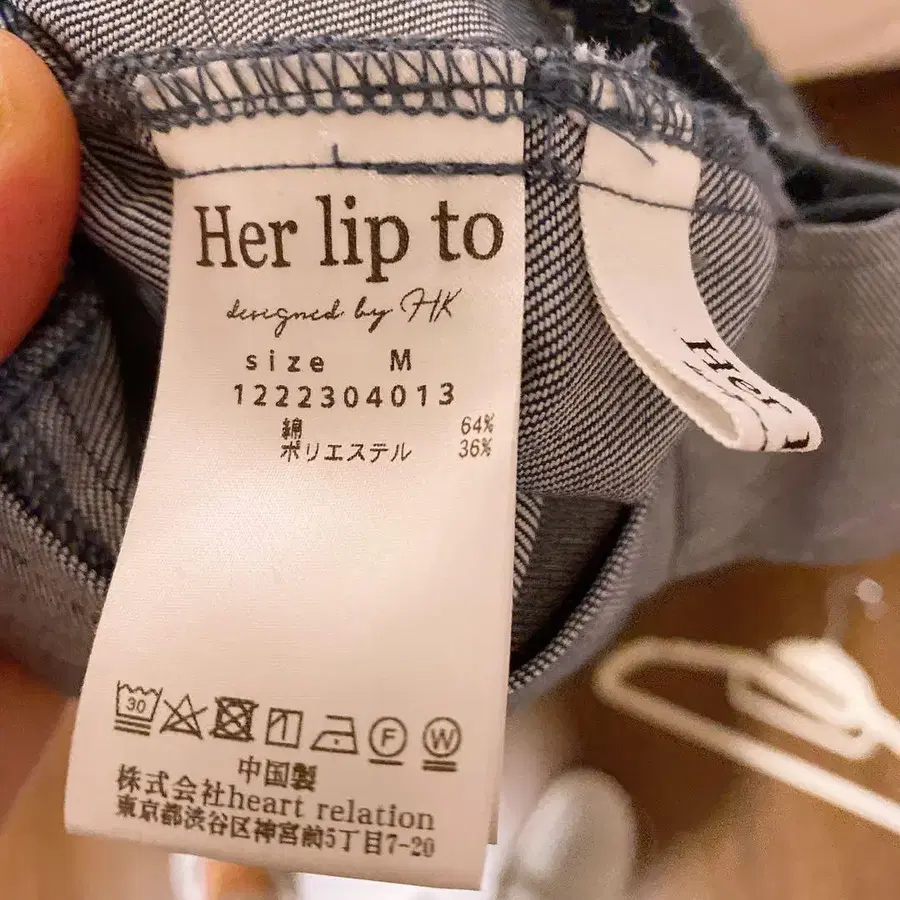 Her lip to
designed by HK
size M
1222304013
綿 64%
ポリエステル 36%
30
F
W
中国製
株式会社heart relation
東京都渋谷区神宮前5丁目7-20
Her